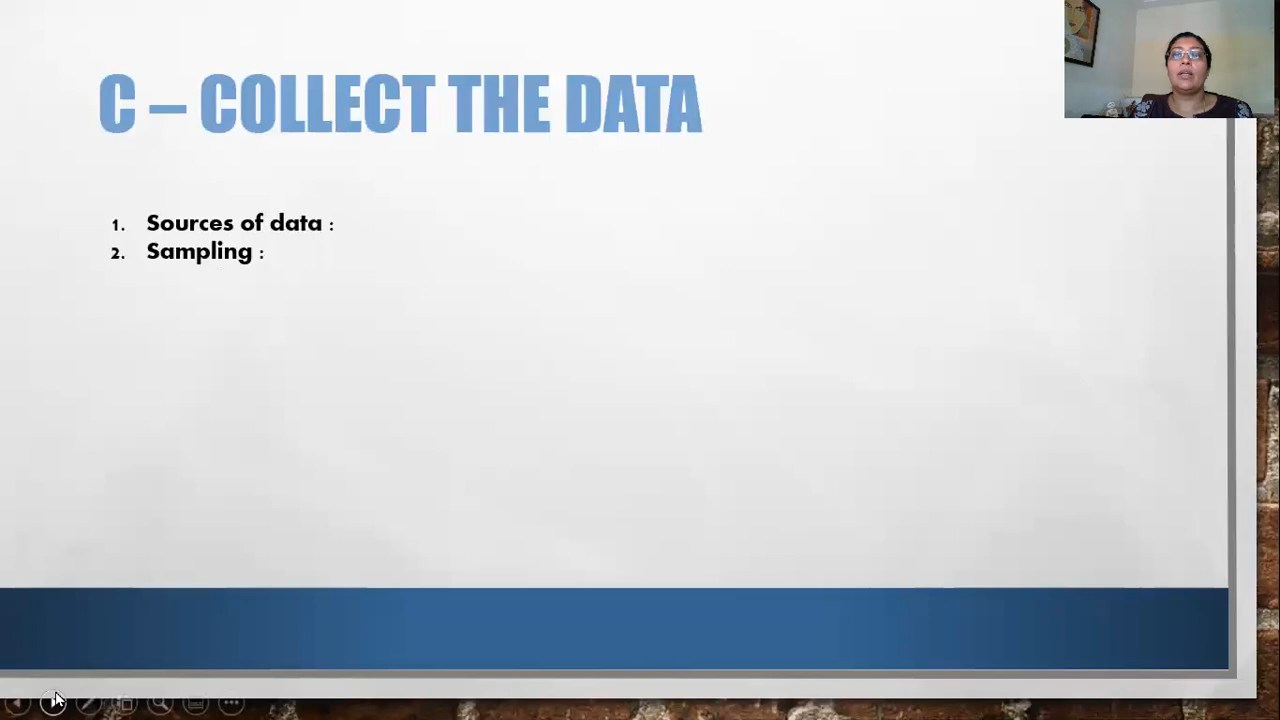 C – COLLECT THE DATA
1. Sources of data :
2. Sampling :